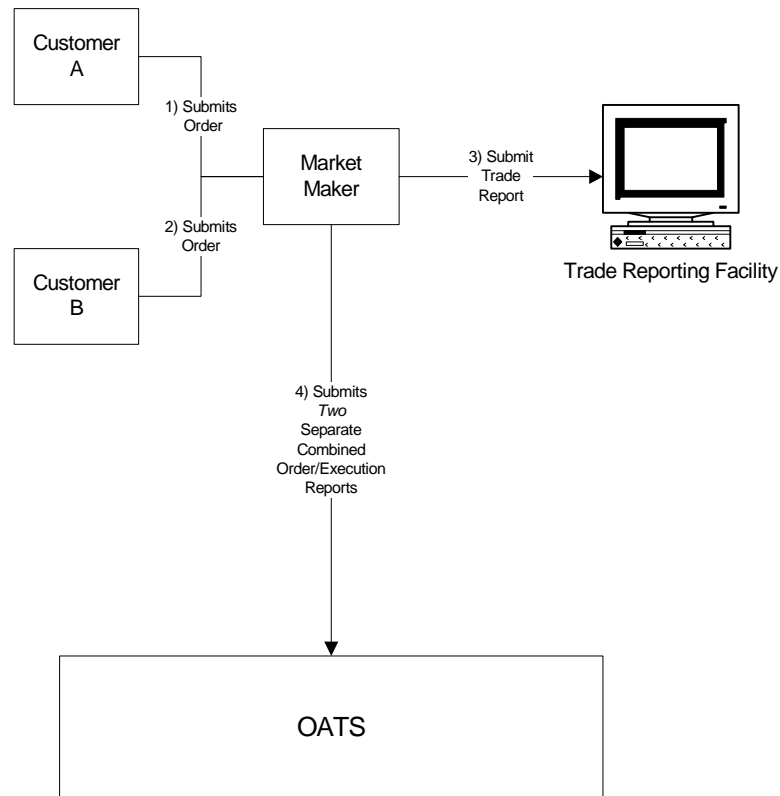 Customer
A
1) Submits
Order
Market
Maker
3) Submit
Trade
Report
2) Submits
Order
Customer
B
Trade Reporting Facility
4) Submits
Two
Separate
Combined
Order/Execution
Reports
OATS